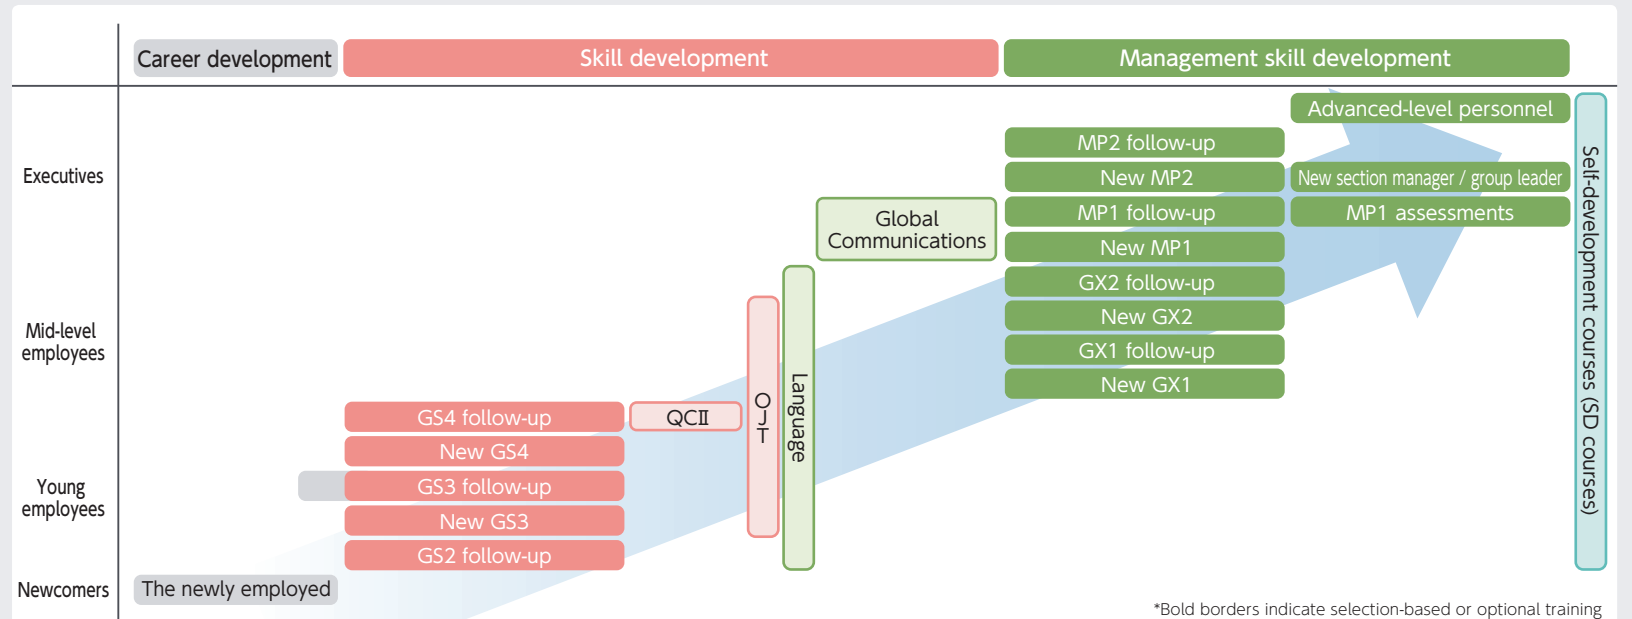 Career development
Skill development
Management skill development
Executives
Mid-level
employees
Young
employees
Newcomers
The newly employed
GS4 follow-up
New GS4
GS3 follow-up
New GS3
GS2 follow-up
QCⅡ
OJT
Language
Global
Communications
MP2 follow-up
New MP2
MP1 follow-up
New MP1
GX2 follow-up
New GX2
GX1 follow-up
New GX1
Advanced-level personnel
New section manager / group leader
MP1 assessments
Self-development courses (SD courses)
*Bold borders indicate selection-based or optional training